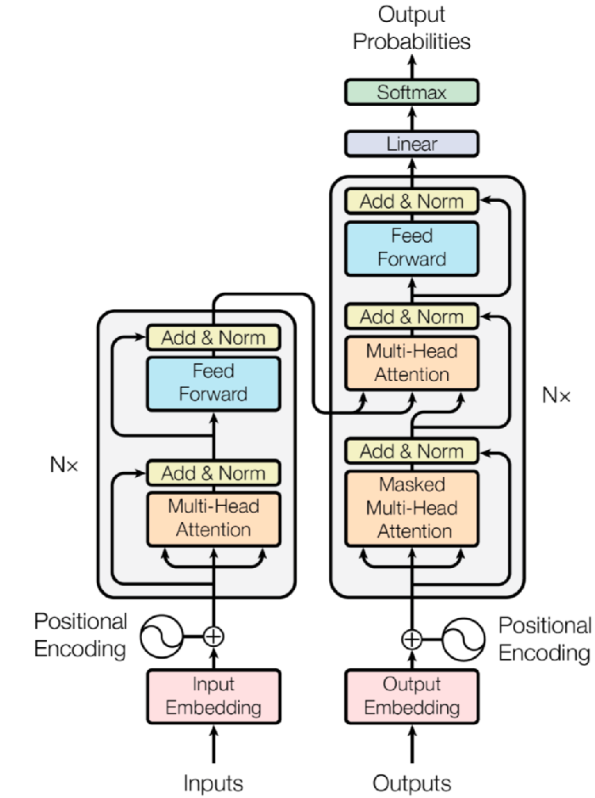 Output
Probabilities
Softmax
Linear
Add & Norm
Feed
Forward
Add & Norm
Multi-Head
Attention
Add & Norm
Masked
Multi-Head
Attention
Nx
Add & Norm
Feed
Forward
Add & Norm
Multi-Head
Attention
Nx
Positional
Encoding
Positional
Encoding
Input
Embedding
Output
Embedding
Inputs
Outputs